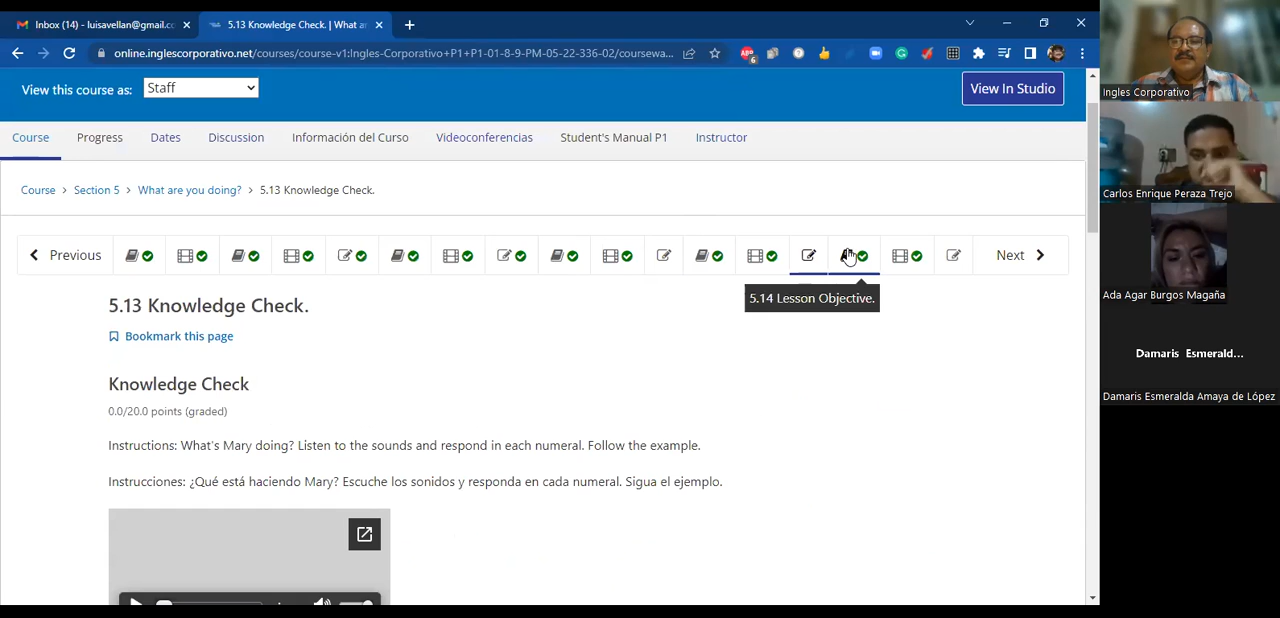 Inbox (14) - luisavellan@gmail.co
5.13 Knowledge Check. | What ar
online.inglescorporativo.net/courses/course-v1:Ingles-Corporativo+P1+P1-01-8-9-PM-05-22-336-02/coursewa...
6
View this course as:
Staff
View In Studio
Course
Progress
Dates
Discussion
Información del Curso
Videoconferencias
Student's Manual P1
Instructor
Course > Section 5 > What are you doing? > 5.13 Knowledge Check.
Previous
Next
5.14 Lesson Objective.
5.13 Knowledge Check.
Bookmark this page
Knowledge Check
0.0/20.0 points (graded)
Instructions: What's Mary doing? Listen to the sounds and respond in each numeral. Follow the example.
Instrucciones: ¿Qué está haciendo Mary? Escuche los sonidos y responda en cada numeral. Sigua el ejemplo.
Ingles Corporativo
Carlos Enrique Peraza Trejo
Ada Agar Burgos Magaña
Damaris Esmerald...
Damaris Esmeralda Amaya de López